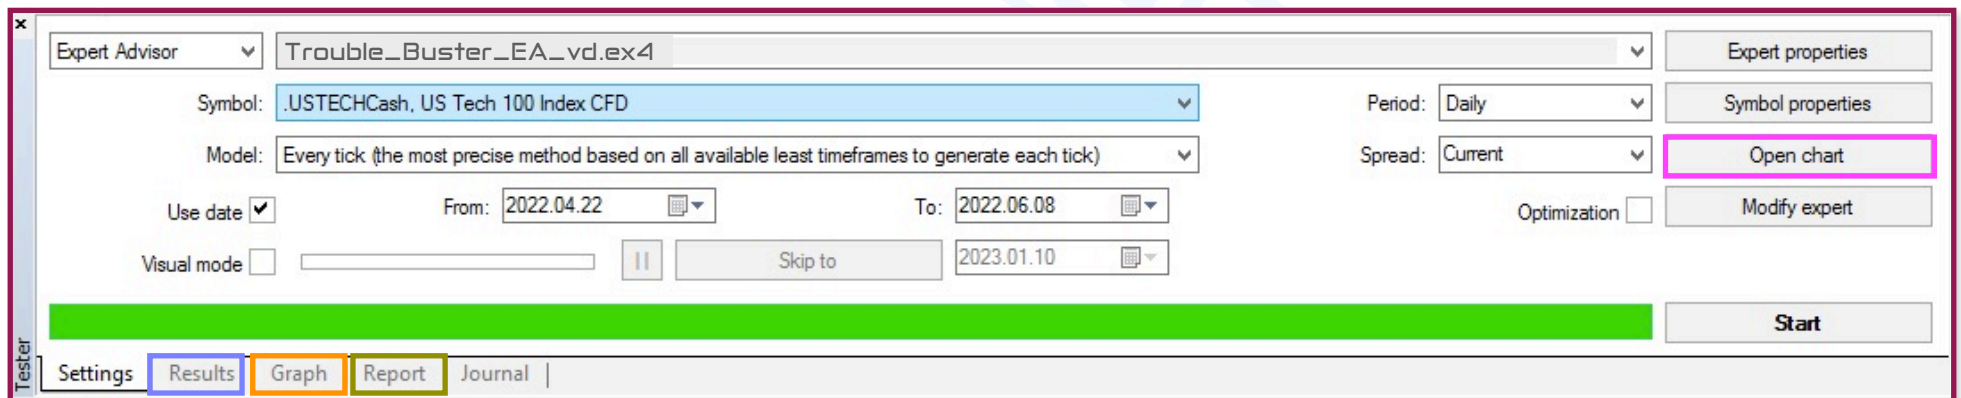 x
Expert Advisor Trouble_Buster_EA_vd.ex4 Expert properties
Symbol: .USTECHCash, US Tech 100 Index CFD Period: Daily Symbol properties
Model: Every tick (the most precise method based on all available least timeframes to generate each tick) Spread: Current Open chart
Use date From: 2022.04.22 To: 2022.06.08 Optimization Modify expert
Visual mode Skip to 2023.01.10
Start
Tester
Settings Results Graph Report Journal